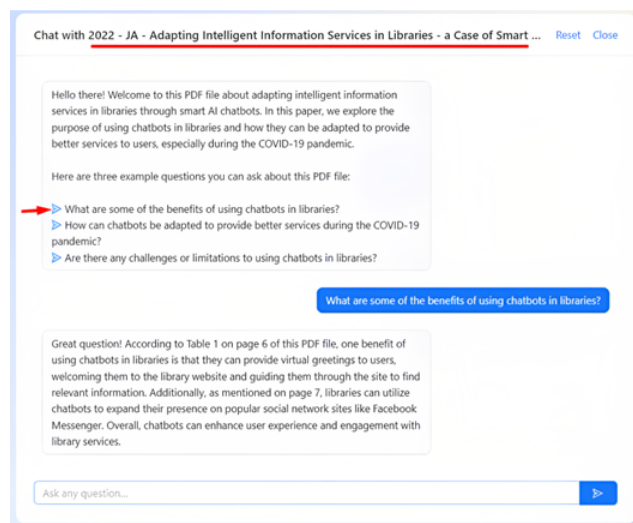 Chat with 2022 - JA - Adapting Intelligent Information Services in Libraries - a Case of Smart ... Reset Close
Hello there! Welcome to this PDF file about adapting intelligent information
services in libraries through smart AI chatbots. In this paper, we explore the
purpose of using chatbots in libraries and how they can be adapted to provide
better services to users, especially during the COVID-19 pandemic.
Here are three example questions you can ask about this PDF file:
What are some of the benefits of using chatbots in libraries?
How can chatbots be adapted to provide better services during the COVID-19
pandemic?
Are there any challenges or limitations to using chatbots in libraries?
What are some of the benefits of using chatbots in libraries?
Great question! According to Table 1 on page 6 of this PDF file, one benefit of
using chatbots in libraries is that they can provide virtual greetings to users,
welcoming them to the library website and guiding them through the site to find
relevant information. Additionally, as mentioned on page 7, libraries can utilize
chatbots to expand their presence on popular social network sites like Facebook
Messenger. Overall, chatbots can enhance user experience and engagement with
library services.
Ask any question...